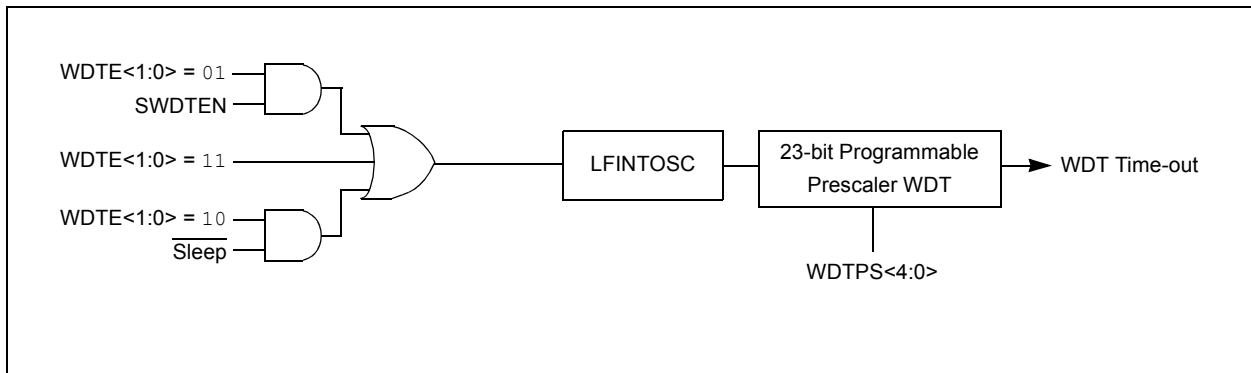 WDTE<1:0> = 01
SWDTEN
WDTE<1:0> = 11
WDTE<1:0> = 10
Sleep
LFINTOSC
23-bit Programmable
Prescaler WDT
WDT Time-out
WDTPS<4:0>